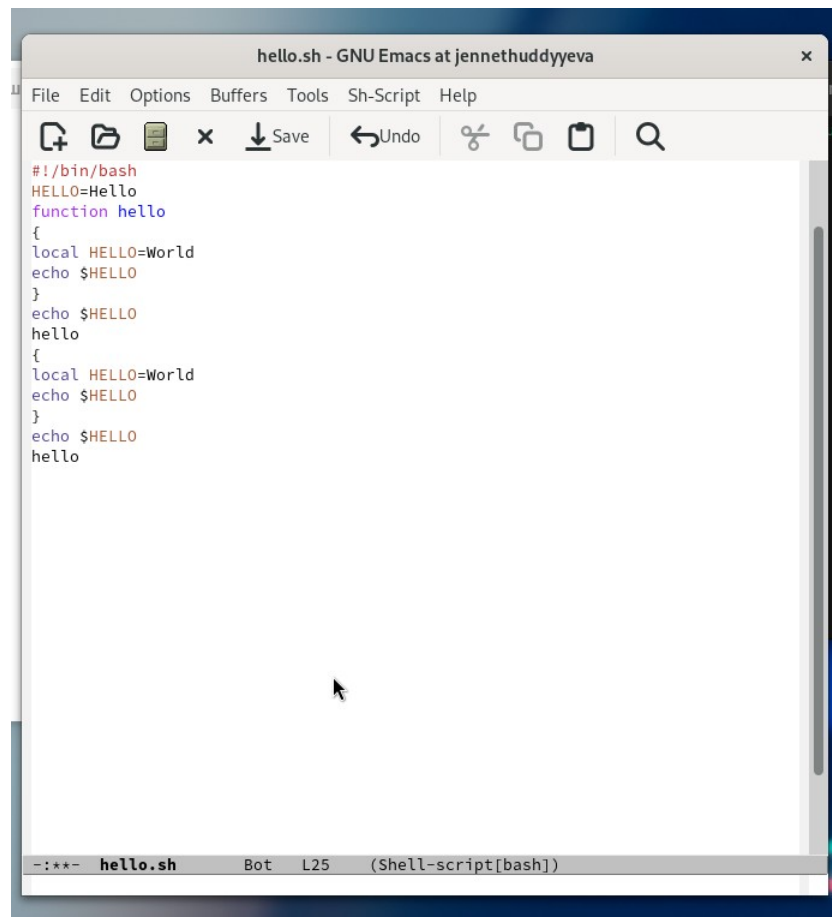 hello.sh - GNU Emacs at jennethuddyyeva
File Edit Options Buffers Tools Sh-Script Help
Save Undo
#!/bin/bash
HELLO=Hello
function hello
{
local HELLO=World
echo $HELLO
}
echo $HELLO
hello
{
local HELLO=World
echo $HELLO
}
echo $HELLO
hello
-:**- hello.sh Bot L25 (Shell-script[bash])